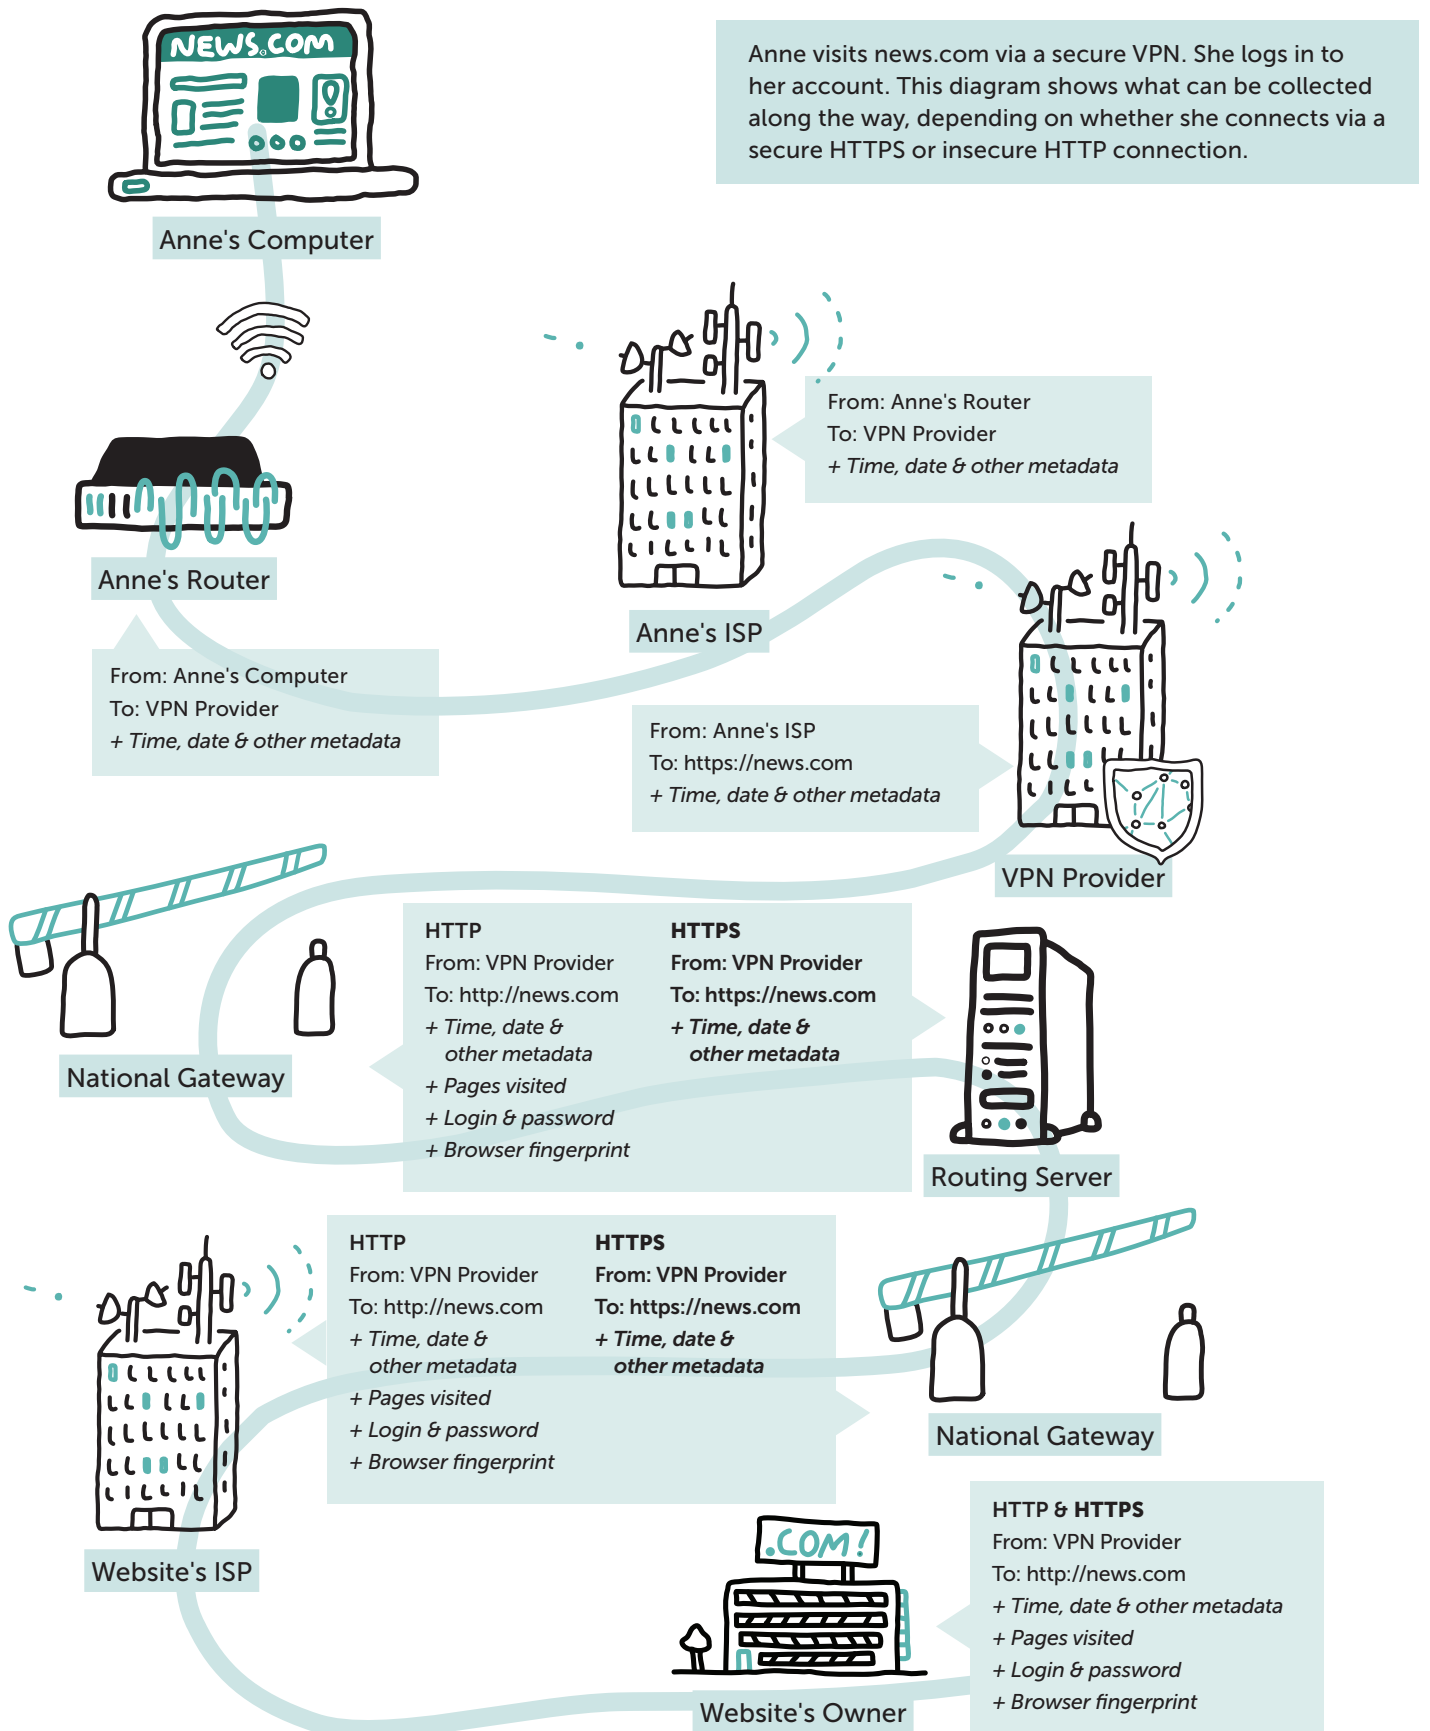 NEWS.COM
Anne visits news.com via a secure VPN. She logs in to
her account. This diagram shows what can be collected
along the way, depending on whether she connects via a
secure HTTPS or insecure HTTP connection.
Anne's Computer
From: Anne's Router
To: VPN Provider
+ Time, date & other metadata
Anne's Router
Anne's ISP
From: Anne's Computer
To: VPN Provider
+ Time, date & other metadata
From: Anne's ISP
To: https://news.com
+ Time, date & other metadata
VPN Provider
HTTP
From: VPN Provider
To: http://news.com
+ Time, date &
other metadata
+ Pages visited
+ Login & password
+ Browser fingerprint
HTTPS
From: VPN Provider
To: https://news.com
+ Time, date &
other metadata
National Gateway
Routing Server
HTTP
From: VPN Provider
To: http://news.com
+ Time, date &
other metadata
+ Pages visited
+ Login & password
+ Browser fingerprint
HTTPS
From: VPN Provider
To: https://news.com
+ Time, date &
other metadata
National Gateway
Website's ISP
.COM!
HTTP & HTTPS
From: VPN Provider
To: http://news.com
+ Time, date & other metadata
+ Pages visited
+ Login & password
+ Browser fingerprint
Website's Owner